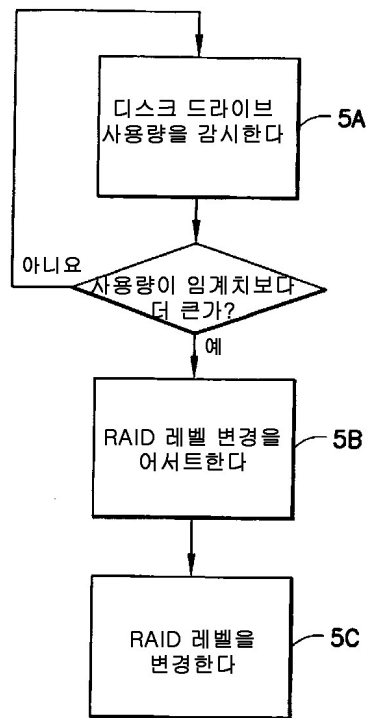 디스크 드라이브
사용량을 감시한다
5A
아니요
사용량이 임계치보다
더 큰가?
예
RAID 레벨 변경을
어서트한다
5B
RAID 레벨을
변경한다
5C